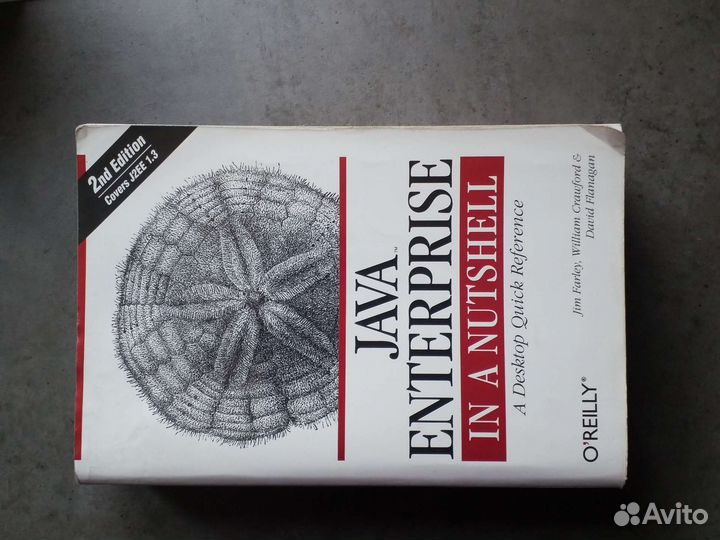 2nd Edition
Covers J2EE 1.3
JAVA™
ENTERPRISE
IN A NUTSHELL
A Desktop Quick Reference
Jim Farley, William Crawford &
David Flanagan
O'REILLY®
Avito